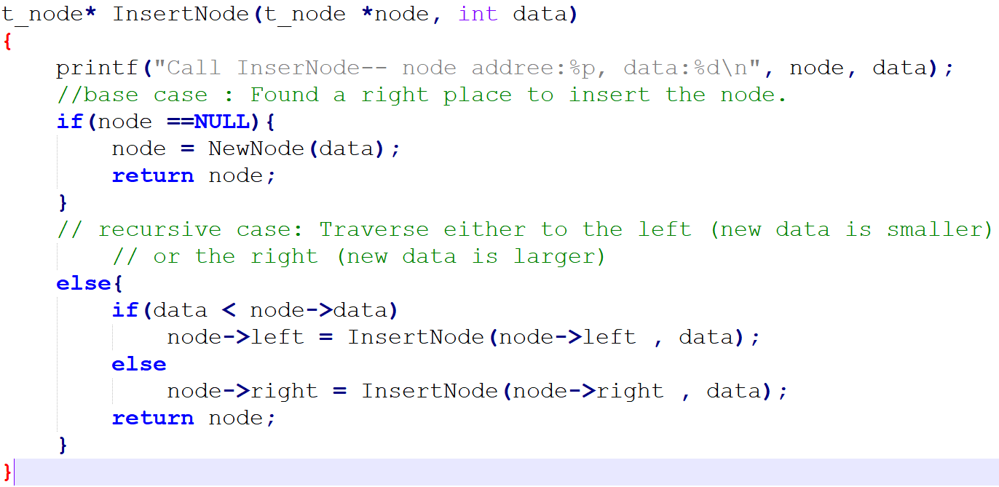 t_node* InsertNode(t_node *node, int data)
{
    printf("Call InserNode-- node addree:%p, data:%d\n", node, data);
    //base case : Found a right place to insert the node.
    if(node ==NULL){
        node = NewNode(data);
        return node;
    }
    // recursive case: Traverse either to the left (new data is smaller)
        // or the right (new data is larger)
    else{
        if(data < node->data)
            node->left = InsertNode(node->left , data);
        else
            node->right = InsertNode(node->right , data);
        return node;
    }
}